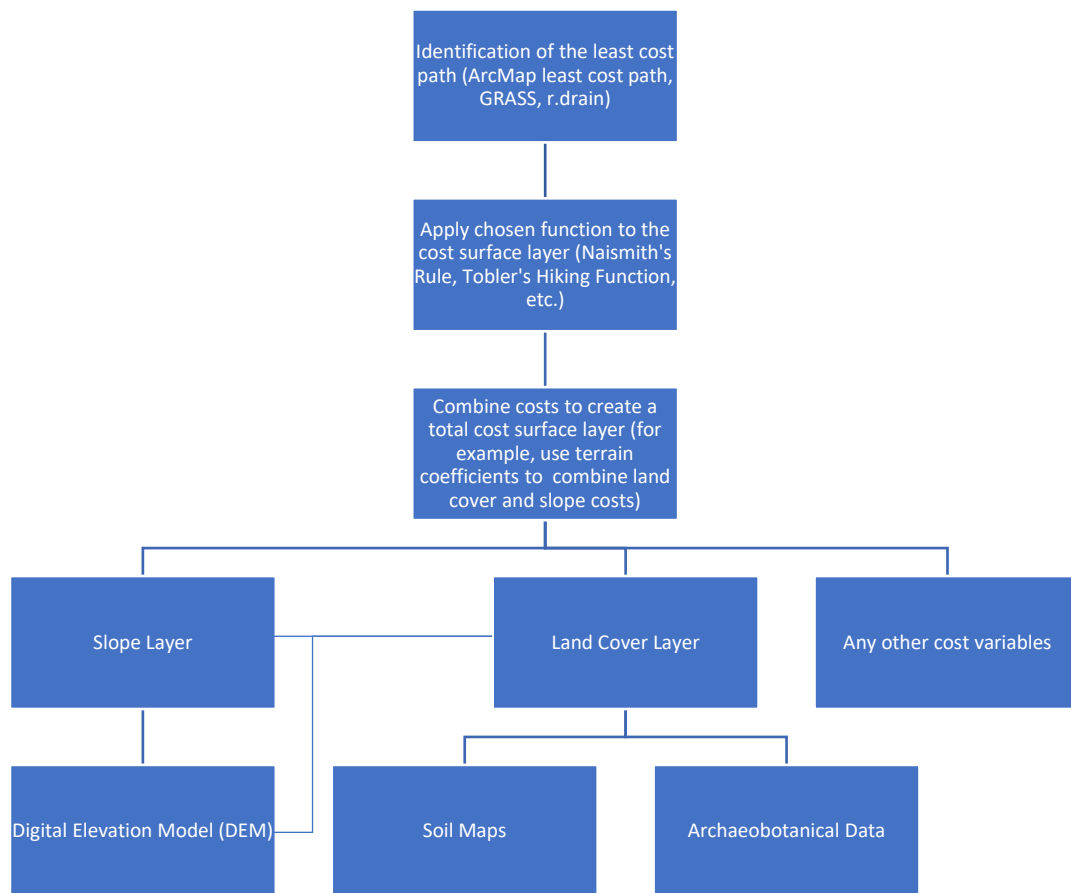 Identification of the least cost
path (ArcMap least cost path,
GRASS, r.drain)
Apply chosen function to the
cost surface layer (Naismith's
Rule, Tobler's Hiking Function,
etc.)
Combine costs to create a
total cost surface layer (for
example, use terrain
coefficients to  combine land
cover and slope costs)
Slope Layer
Land Cover Layer
Any other cost variables
Digital Elevation Model (DEM)
Soil Maps
Archaeobotanical Data